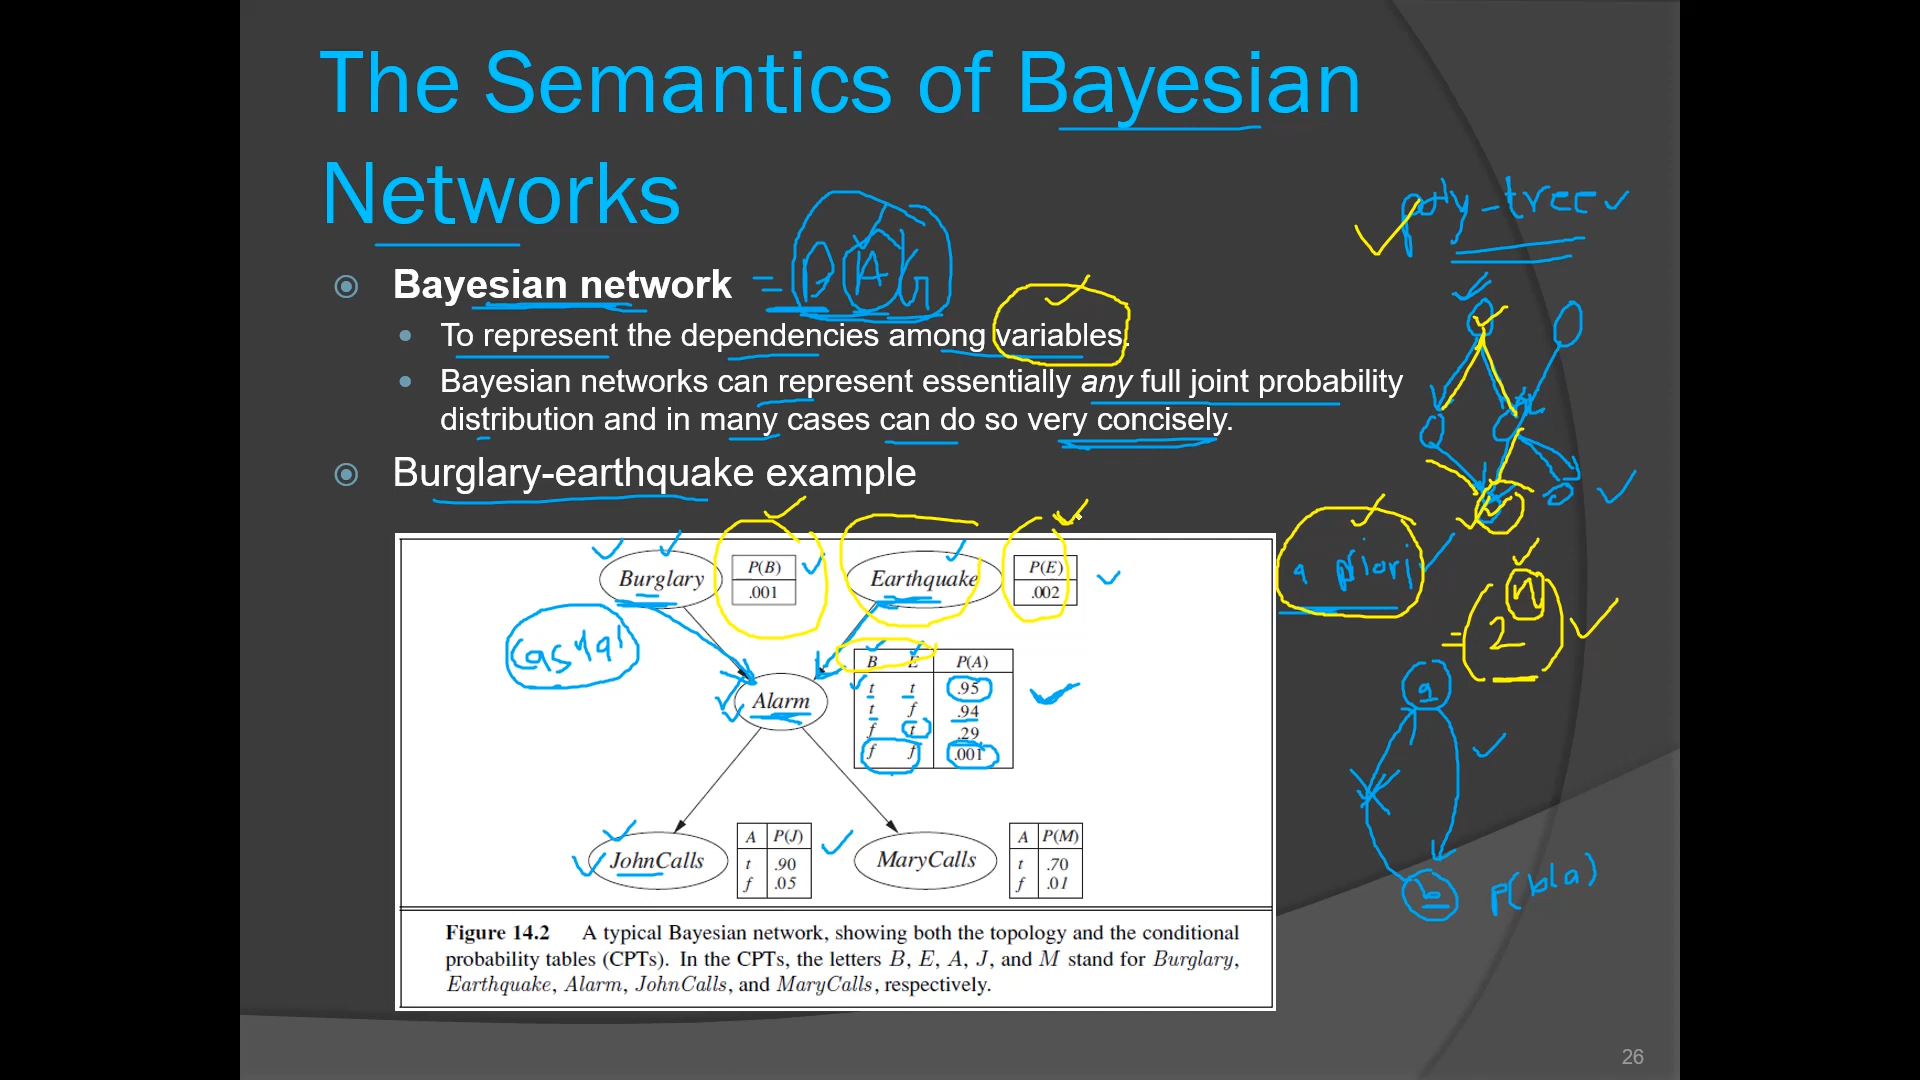 The Semantics of Bayesian
Networks
poly-tree
Bayesian network = DAG
To represent the dependencies among variables.
Bayesian networks can represent essentially any full joint probability
distribution and in many cases can do so very concisely.
Burglary-earthquake example
Burglary
P(B)
.001
Earthquake
P(E)
.002
a priori
= 2^n
Casual
Alarm
B E P(A)
t t .95
t f .94
f t .29
f f .001
a
JohnCalls
A P(J)
t .90
f .05
MaryCalls
A P(M)
t .70
f .01
b
P(b|a)
Figure 14.2 A typical Bayesian network, showing both the topology and the conditional
probability tables (CPTs). In the CPTs, the letters B, E, A, J, and M stand for Burglary,
Earthquake, Alarm, JohnCalls, and MaryCalls, respectively.
26